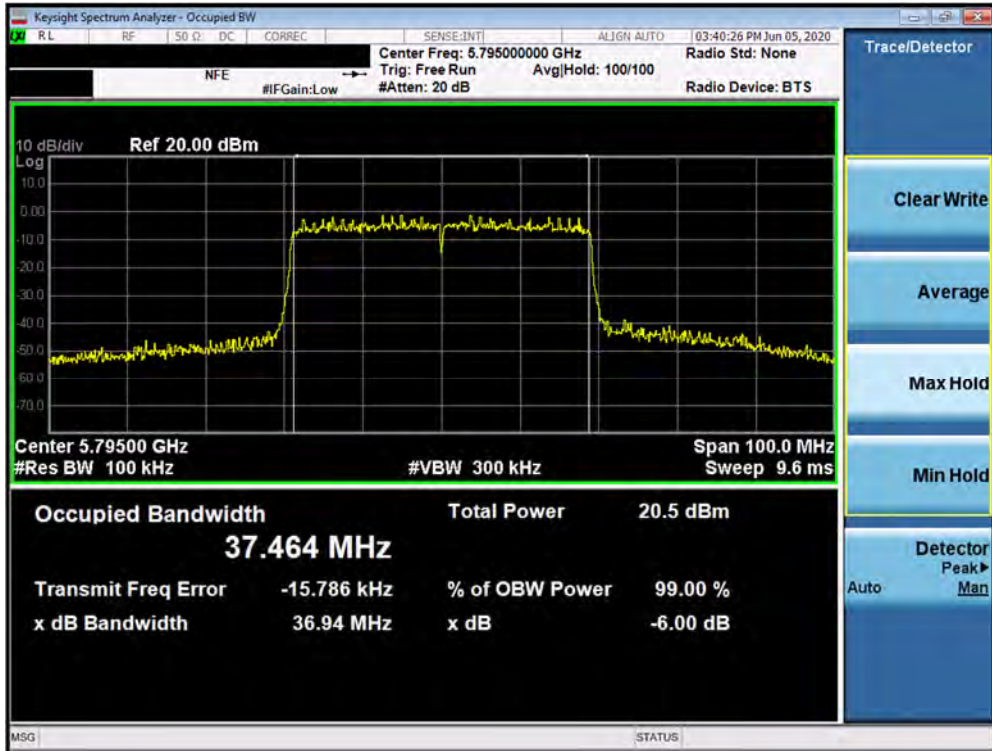 Keysight Spectrum Analyzer - Occupied BW
LXI RL RF 50 Ω DC CORREC SENSE:INT ALIGN AUTO 03:40:26 PM Jun 05, 2020
Center Freq: 5.795000000 GHz Radio Std: None
NFE Trig: Free Run Avg|Hold: 100/100
#IFGain:Low #Atten: 20 dB Radio Device: BTS
Trace/Detector
10 dB/div Ref 20.00 dBm
Log
10.0
0.00
-10.0
-20.0
-30.0
-40.0
-50.0
-60.0
-70.0
Center 5.79500 GHz Span 100.0 MHz
#Res BW 100 kHz #VBW 300 kHz Sweep 9.6 ms
Occupied Bandwidth Total Power 20.5 dBm
37.464 MHz
Transmit Freq Error -15.786 kHz % of OBW Power 99.00 %
x dB Bandwidth 36.94 MHz x dB -6.00 dB
Clear Write
Average
Max Hold
Min Hold
Detector
Peak▶
Auto Man
MSG STATUS